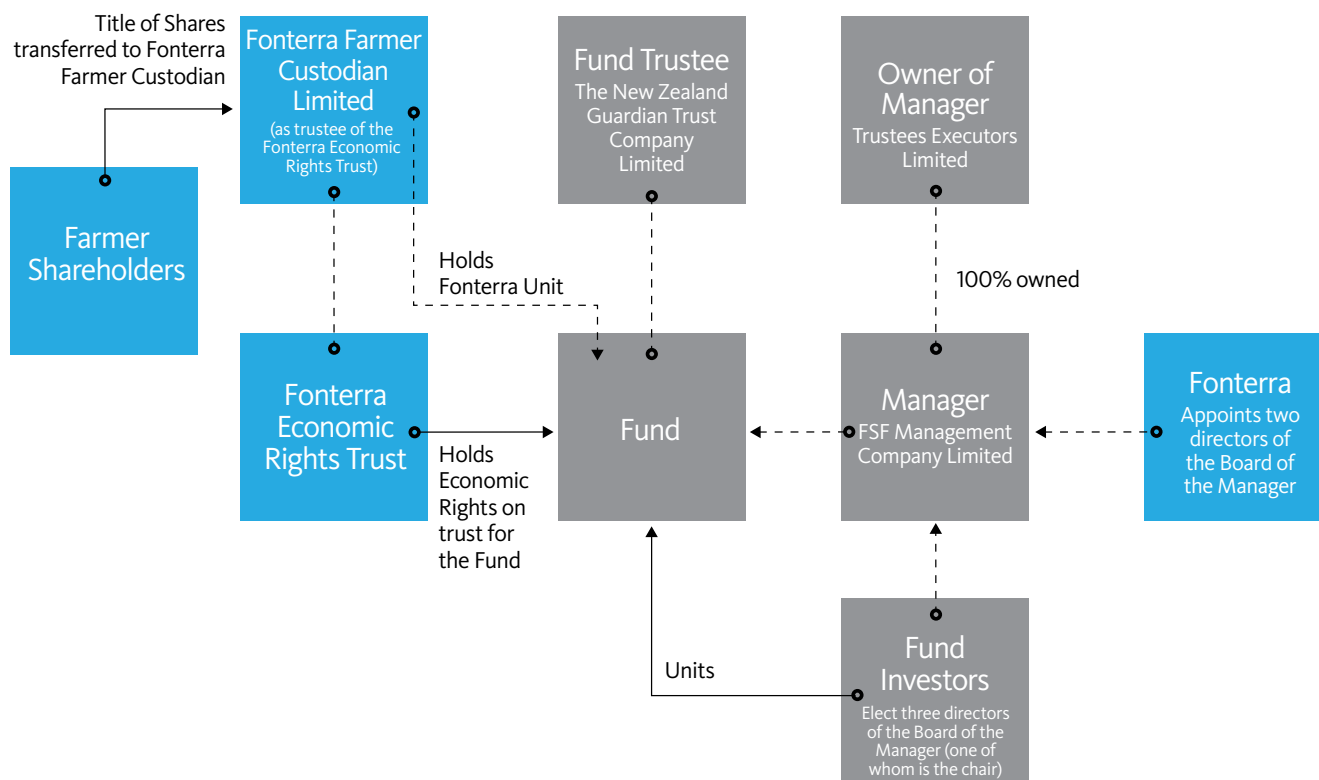 Title of Shares
transferred to Fonterra
Farmer Custodian
Fonterra Farmer
Custodian
Limited
(as trustee of the
Fonterra Economic
Rights Trust)
Fund Trustee
The New Zealand
Guardian Trust
Company
Limited
Owner of
Manager
Trustees Executors
Limited
Farmer
Shareholders
Holds
Fonterra Unit
100% owned
Fonterra
Economic
Rights Trust
Holds
Economic
Rights on
trust for
the Fund
Fund
Manager
FSF Management
Company Limited
Fonterra
Appoints two
directors of
the Board of
the Manager
Units
Fund
Investors
Elect three directors
of the Board of the
Manager (one of
whom is the chair)